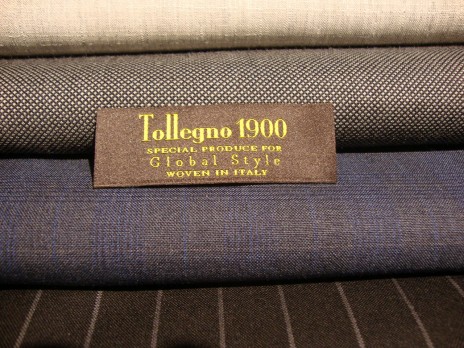 Tollegno 1900
SPECIAL PRODUCE FOR
Global Style
WOVEN IN ITALY